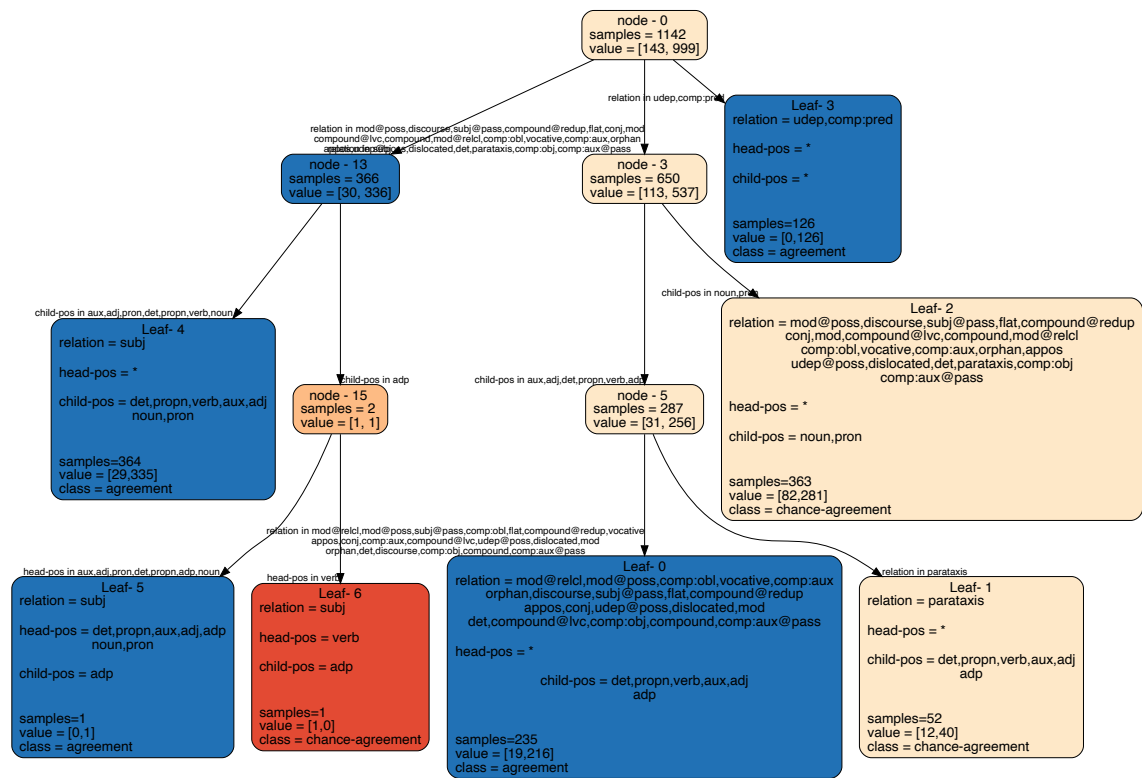 node - 0
samples = 1142
value = [143, 999]
relation in udep,comp:pred
Leaf- 3
relation = udep,comp:pred
head-pos = *
child-pos = *
samples=126
value = [0,126]
class = agreement
relation in mod@poss,discourse,subj@pass,compound@redup,flat,conj,mod
compound@lvc,compound,mod@relcl,comp:obl,vocative,comp:aux,orphan
dislocated,det,parataxis,comp:obj,comp:aux@pass
node - 13
samples = 366
value = [30, 336]
node - 3
samples = 650
value = [113, 537]
child-pos in aux,adj,pron,det,propn,verb,noun
Leaf- 4
relation = subj
head-pos = *
child-pos = det,propn,verb,aux,adj
noun,pron
samples=364
value = [29,335]
class = agreement
child-pos in adp
node - 15
samples = 2
value = [1, 1]
child-pos in aux,adj,det,propn,verb,adp
node - 5
samples = 287
value = [31, 256]
child-pos in noun,pron
Leaf- 2
relation = mod@poss,discourse,subj@pass,flat,compound@redup
conj,mod,compound@lvc,compound,mod@relcl
comp:obl,vocative,comp:aux,orphan,appos
udep@poss,dislocated,det,parataxis,comp:obj
comp:aux@pass
head-pos = *
child-pos = noun,pron
samples=363
value = [82,281]
class = chance-agreement
head-pos in aux,adj,pron,det,propn,adp,noun
Leaf- 5
relation = subj
head-pos = det,propn,aux,adj,adp
noun,pron
child-pos = adp
samples=1
value = [0,1]
class = agreement
head-pos in verb
Leaf- 6
relation = subj
head-pos = verb
child-pos = adp
samples=1
value = [1,0]
class = chance-agreement
relation in mod@relcl,mod@poss,subj@pass,comp:obl,flat,compound@redup,vocative
appos,conj,comp:aux,compound@lvc,udep@poss,dislocated,mod
orphan,det,discourse,comp:obj,compound,comp:aux@pass
Leaf- 0
relation = mod@relcl,mod@poss,comp:obl,vocative,comp:aux
orphan,discourse,subj@pass,flat,compound@redup
appos,conj,udep@poss,dislocated,mod
det,compound@lvc,comp:obj,compound,comp:aux@pass
head-pos = *
child-pos = det,propn,verb,aux,adj
adp
samples=235
value = [19,216]
class = agreement
relation in parataxis
Leaf- 1
relation = parataxis
head-pos = *
child-pos = det,propn,verb,aux,adj
adp
samples=52
value = [12,40]
class = chance-agreement